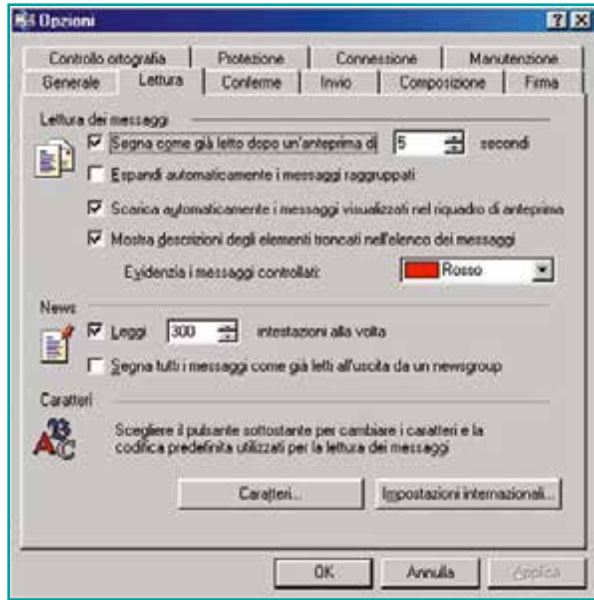 Opzioni
Controllo ortografia Protezione Connessione Manutenzione
Generale Lettura Conferme Invio Composizione Firma
Lettura dei messaggi
Segna come già letto dopo un'anteprima di 5 secondi
Espandi automaticamente i messaggi raggruppati
Scarica automaticamente i messaggi visualizzati nel riquadro di anteprima
Mostra descrizioni degli elementi troncati nell'elenco dei messaggi
Evidenzia i messaggi controllati: Rosso
News
Leggi 300 intestazioni alla volta
Segna tutti i messaggi come già letti all'uscita da un newsgroup
Caratteri
Scegliere il pulsante sottostante per cambiare i caratteri e la
codifica predefinita utilizzati per la lettura dei messaggi
Caratteri... Impostazioni internazionali...
OK Annulla Applica